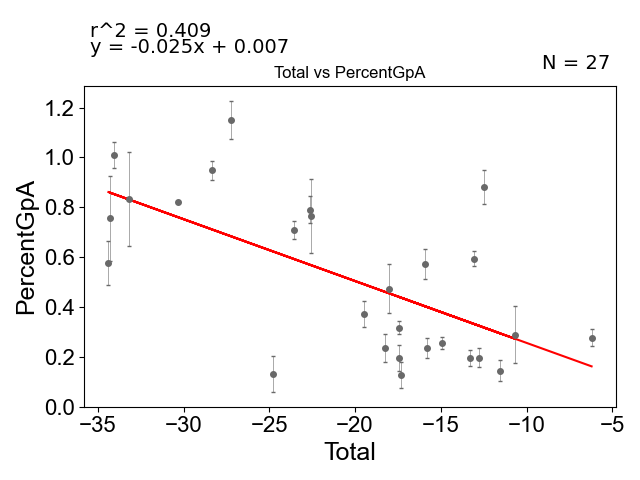 r^2 = 0.409
y = -0.025x + 0.007
N = 27
Total vs PercentGpA
PercentGpA
1.2
1.0
0.8
0.6
0.4
0.2
0.0
−35
−30
−25
−20
−15
−10
−5
Total